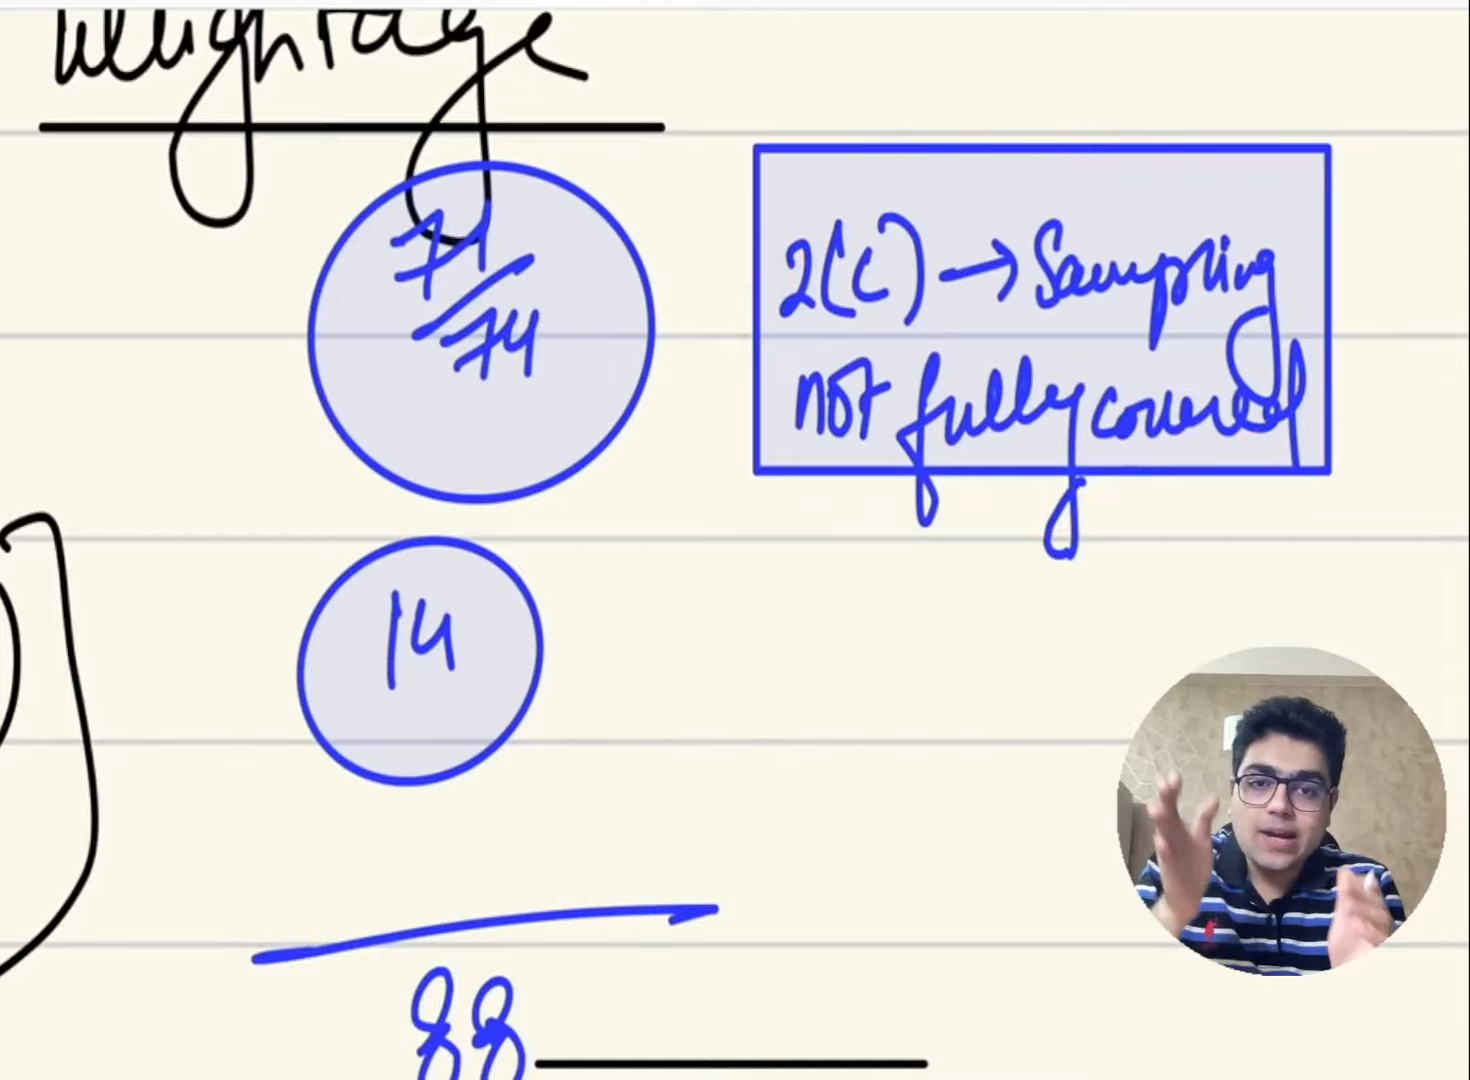 Weightage
71/74
2(C) → Sampling
not fully covered
14
88